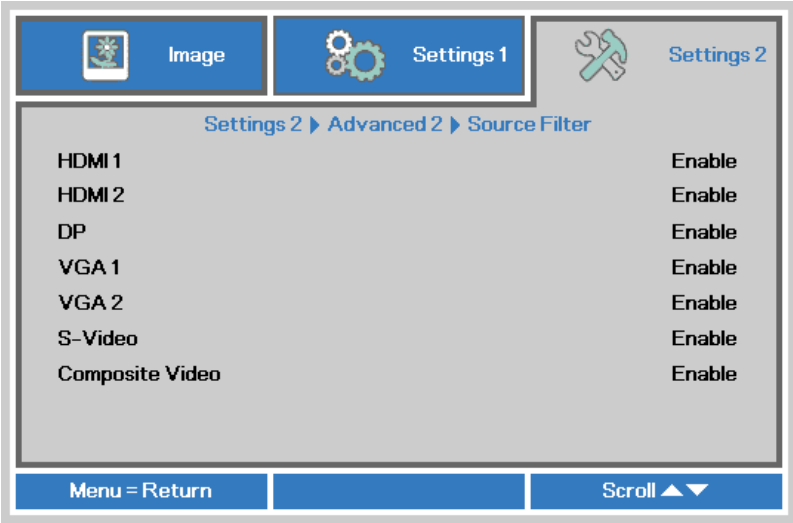 Image
Settings 1
Settings 2
Settings 2 ▶ Advanced 2 ▶ Source Filter
HDMI 1 Enable
HDMI 2 Enable
DP Enable
VGA 1 Enable
VGA 2 Enable
S-Video Enable
Composite Video Enable
Menu = Return
Scroll ▲▼